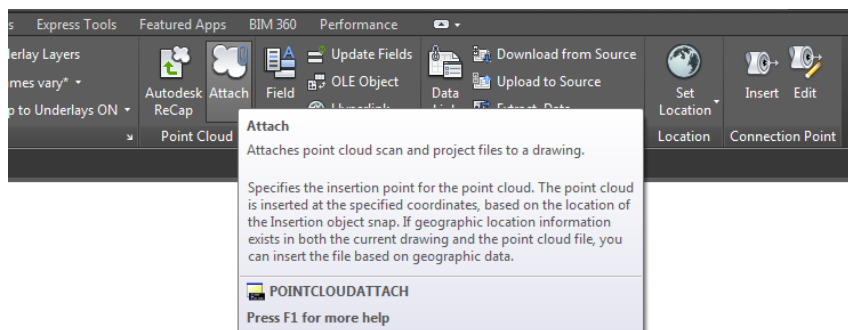 s Express Tools Featured Apps BIM 360 Performance
derlay Layers
Update Fields
Download from Source
mes vary*
OLE Object
Upload to Source
p to Underlays ON
Autodesk ReCap
Attach
Field
Hyperlink
Data
Extract Data
Set Location
Insert Edit
Point Cloud
Location
Connection Point
Attach
Attaches point cloud scan and project files to a drawing.
Specifies the insertion point for the point cloud. The point cloud
is inserted at the specified coordinates, based on the location of
the Insertion object snap. If geographic location information
exists in both the current drawing and the point cloud file, you
can insert the file based on geographic data.
POINTCLOUDATTACH
Press F1 for more help